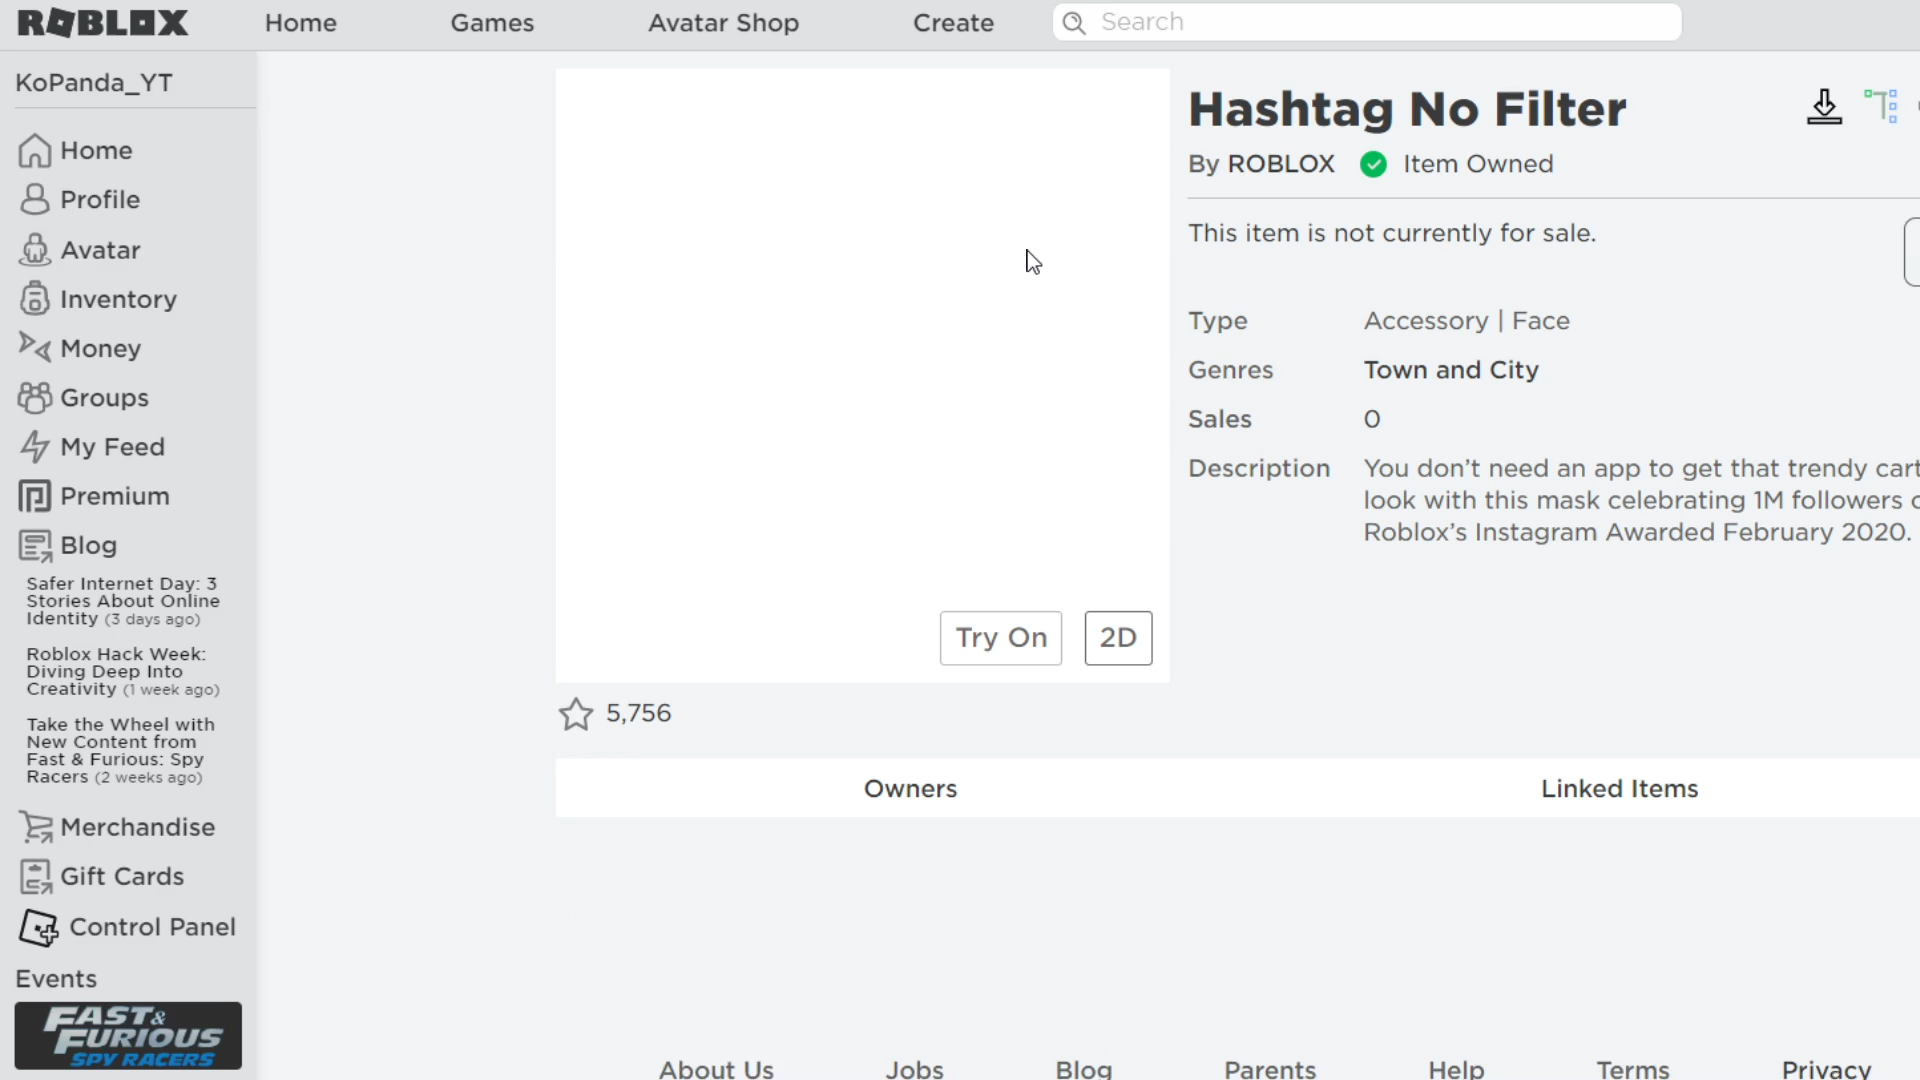 ROBLOX
Home
Games
Avatar Shop
Create
Search
KoPanda_YT
Home
Profile
Avatar
Inventory
Money
Groups
My Feed
Premium
Blog
Safer Internet Day: 3
Stories About Online
Identity (3 days ago)
Roblox Hack Week:
Diving Deep Into
Creativity (1 week ago)
Take the Wheel with
New Content from
Fast & Furious: Spy
Racers (2 weeks ago)
Merchandise
Gift Cards
Control Panel
Events
FAST &
FURIOUS
SPY RACERS
Try On
2D
5,756
Hashtag No Filter
By ROBLOX Item Owned
This item is not currently for sale.
Type Accessory | Face
Genres Town and City
Sales 0
Description You don't need an app to get that trendy
look with this mask celebrating 1M followers
Roblox's Instagram Awarded February 2020.
Owners
Linked Items
About Us
Jobs
Blog
Parents
Help
Terms
Privacy